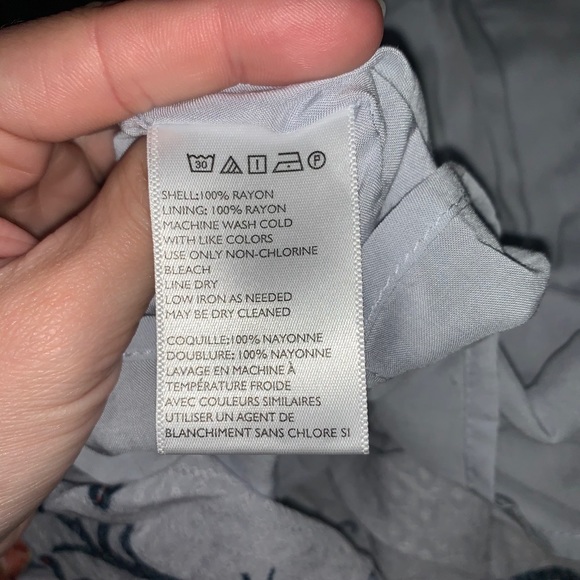 30 P
SHELL:100% RAYON
LINING: 100% RAYON
MACHINE WASH COLD
WITH LIKE COLORS
USE ONLY NON-CHLORINE
BLEACH
LINE DRY
LOW IRON AS NEEDED
MAY BE DRY CLEANED
COQUILLE:100% NAYONNE
DOUBLURE: 100% NAYONNE
LAVAGE EN MACHINE À
TEMPÉRATURE FROIDE
AVEC COULEURS SIMILAIRES
UTILISER UN AGENT DE
BLANCHIMENT SANS CHLORE SI